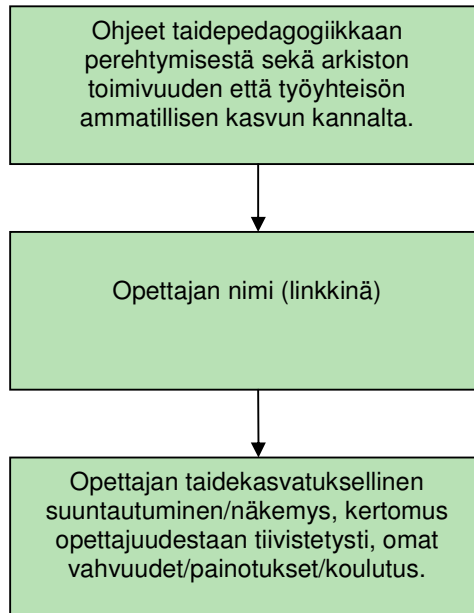 Ohjeet taidepedagogiikkaan
perehtymisestä sekä arkiston
toimivuuden että työyhteisön
ammatillisen kasvun kannalta.
Opettajan nimi (linkkinä)
Opettajan taidekasvatuksellinen
suuntautuminen/näkemys, kertomus
opettajuudestaan tiivistetysti, omat
vahvuudet/painotukset/koulutus.